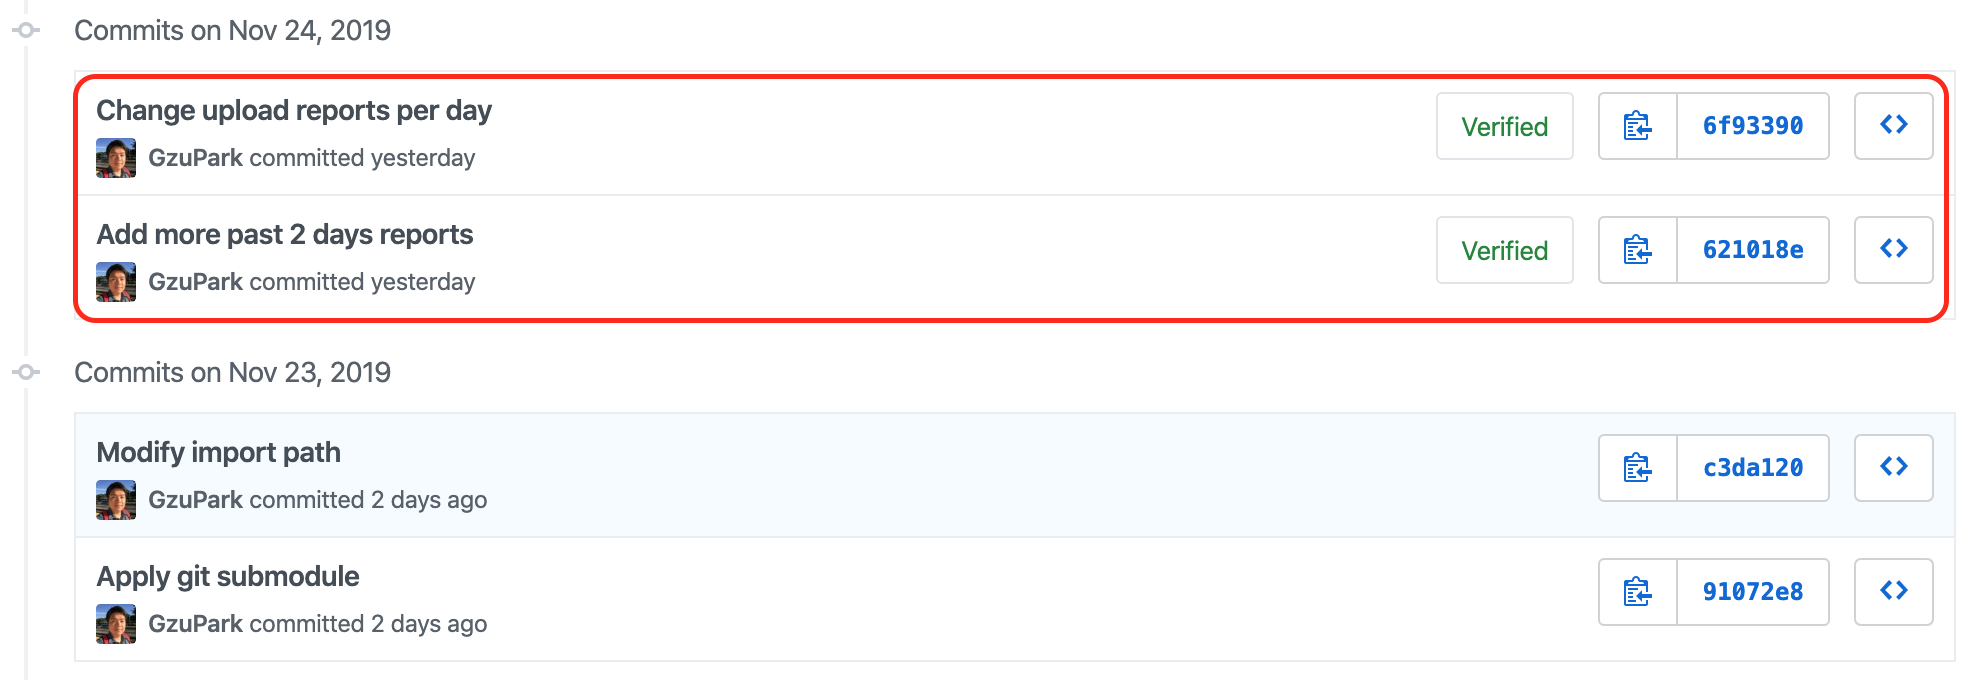 Commits on Nov 24, 2019
Change upload reports per day
Verified
6f93390
GzuPark committed yesterday
Add more past 2 days reports
Verified
621018e
GzuPark committed yesterday
Commits on Nov 23, 2019
Modify import path
c3da120
GzuPark committed 2 days ago
Apply git submodule
91072e8
GzuPark committed 2 days ago